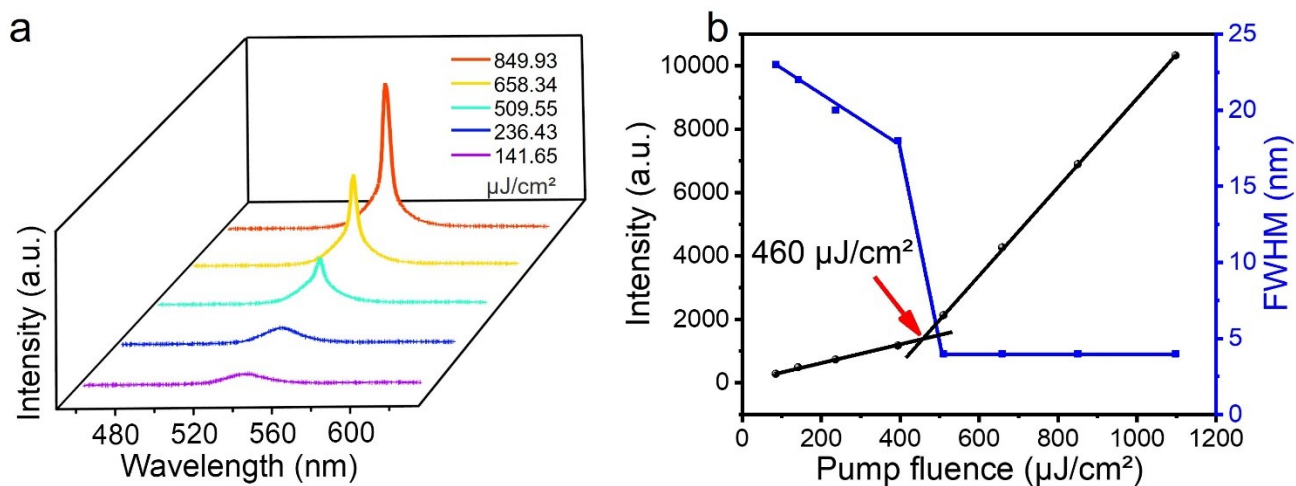 a
849.93
658.34
509.55
236.43
141.65
µJ/cm²
Intensity (a.u.)
480 520 560 600
Wavelength (nm)
b
10000
8000
6000
4000
2000
0
Intensity (a.u.)
460 µJ/cm²
25
20
15
10
5
0
FWHM (nm)
0 200 400 600 800 1000 1200
Pump fluence (µJ/cm²)